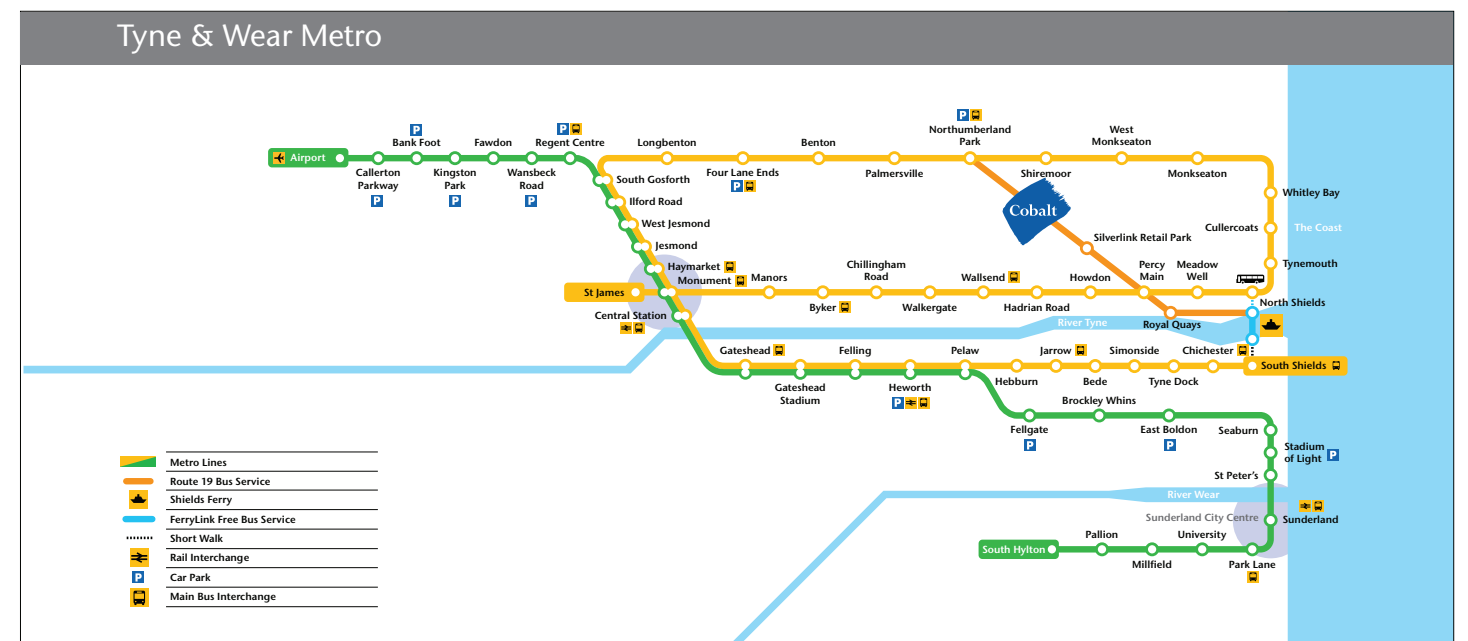 Tyne & Wear Metro
Airport
Callerton
Parkway
P
P
Bank Foot
Kingston
Park
P
Fawdon
Wansbeck
Road
P
P
Regent Centre
Longbenton
Four Lane Ends
P
Benton
Palmersville
P
Northumberland
Park
Shiremoor
West
Monkseaton
Monkseaton
Whitley Bay
Cullercoats
The Coast
Tynemouth
South Gosforth
Ilford Road
West Jesmond
Jesmond
Haymarket
Monument
Cobalt
Silverlink Retail Park
St James
Manors
Byker
Chillingham
Road
Walkergate
Wallsend
Hadrian Road
Howdon
Percy
Main
Meadow
Well
North Shields
Central Station
River Tyne
Royal Quays
Gateshead
Gateshead
Stadium
Felling
Heworth
P
Pelaw
Hebburn
Jarrow
Bede
Simonside
Tyne Dock
Chichester
South Shields
Fellgate
P
Brockley Whins
East Boldon
P
Seaburn
Stadium
of Light P
St Peter's
River Wear
Sunderland City Centre
Sunderland
South Hylton
Pallion
Millfield
University
Park Lane
Metro Lines
Route 19 Bus Service
Shields Ferry
FerryLink Free Bus Service
Short Walk
Rail Interchange
P Car Park
Main Bus Interchange